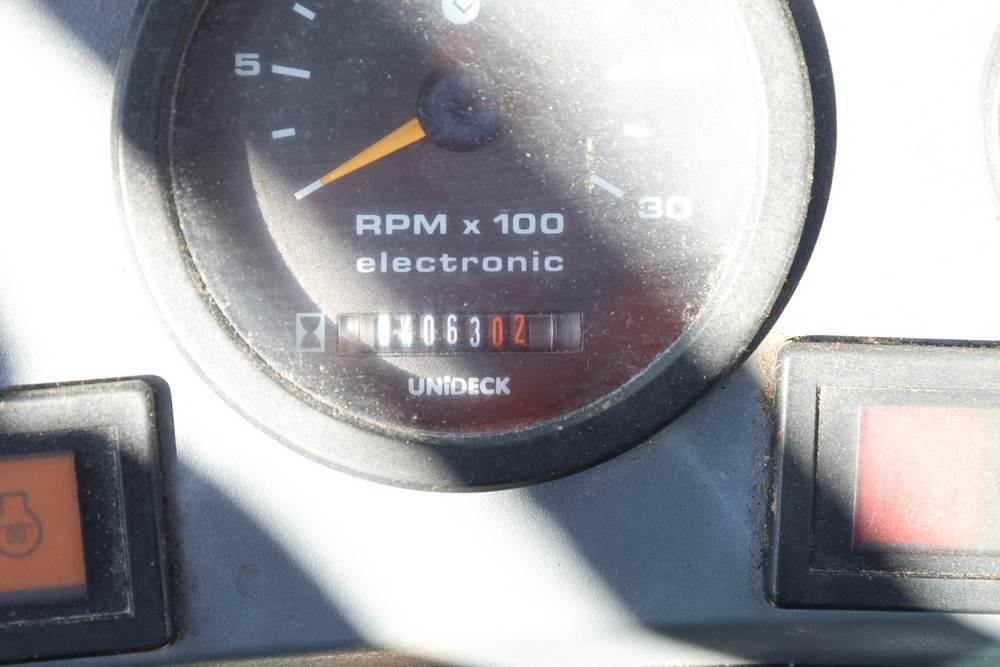 5
30
RPM x 100
electronic
0406302
UNiDECK